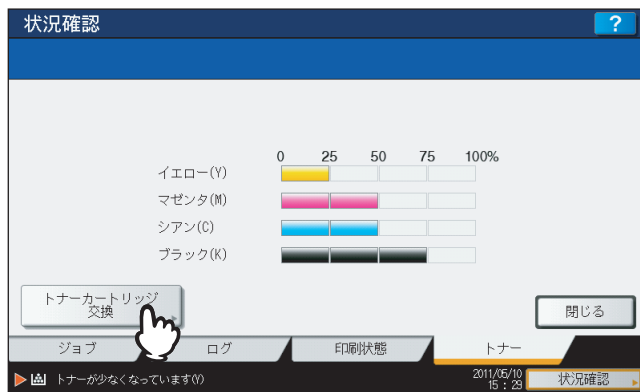 状況確認
?
0 25 50 75 100%
イエロー(Y)
マゼンタ(M)
シアン(C)
ブラック(K)
トナーカートリッジ
交換
閉じる
ジョブ ログ 印刷状態 トナー
トナーが少なくなっています(Y)
2011/05/10
15:29
状況確認